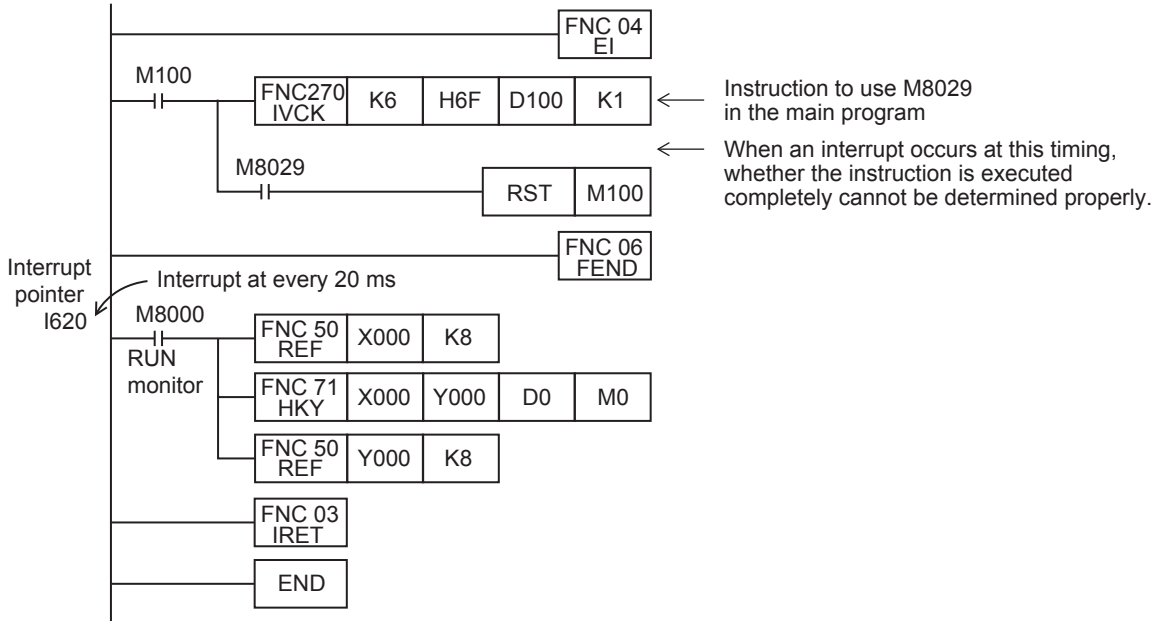 FNC 04
EI
M100
FNC270
IVCK
K6
H6F
D100
K1
Instruction to use M8029
in the main program
When an interrupt occurs at this timing,
whether the instruction is executed
completely cannot be determined properly.
M8029
RST
M100
FNC 06
FEND
Interrupt
pointer
I620
Interrupt at every 20 ms
M8000
RUN
monitor
FNC 50
REF
X000
K8
FNC 71
HKY
X000
Y000
D0
M0
FNC 50
REF
Y000
K8
FNC 03
IRET
END